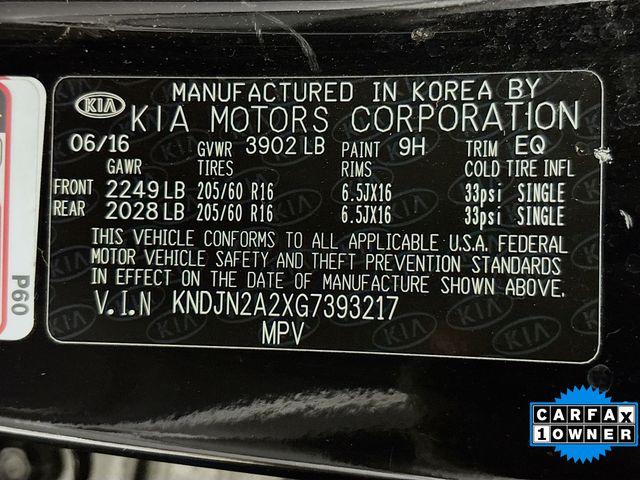 MANUFACTURED IN KOREA BY
KIA KIA MOTORS CORPORATION
06/16 GVWR 3902 LB PAINT 9H TRIM EQ
GAWR TIRES RIMS COLD TIRE INFL
FRONT 2249 LB 205/60 R16 6.5JX16 33psi SINGLE
REAR 2028 LB 205/60 R16 6.5JX16 33psi SINGLE
THIS VEHICLE CONFORMS TO ALL APPLICABLE U.S.A. FEDERAL
MOTOR VEHICLE SAFETY AND THEFT PREVENTION STANDARDS
IN EFFECT ON THE DATE OF MANUFACTURE SHOWN ABOVE.
V.I.N KNDJN2A2XG7393217
MPV
P60
CARFAX
1 OWNER